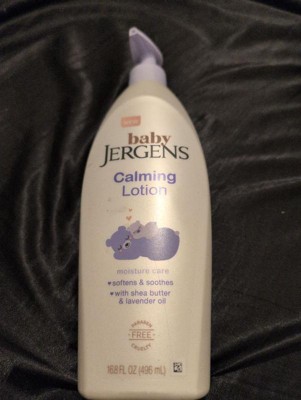 baby
JERGENS
Calming
Lotion
moisture care
•softens & soothes
•with shea butter
& lavender oil
FREE
CRUELTY
16.8 FL OZ (496 mL)